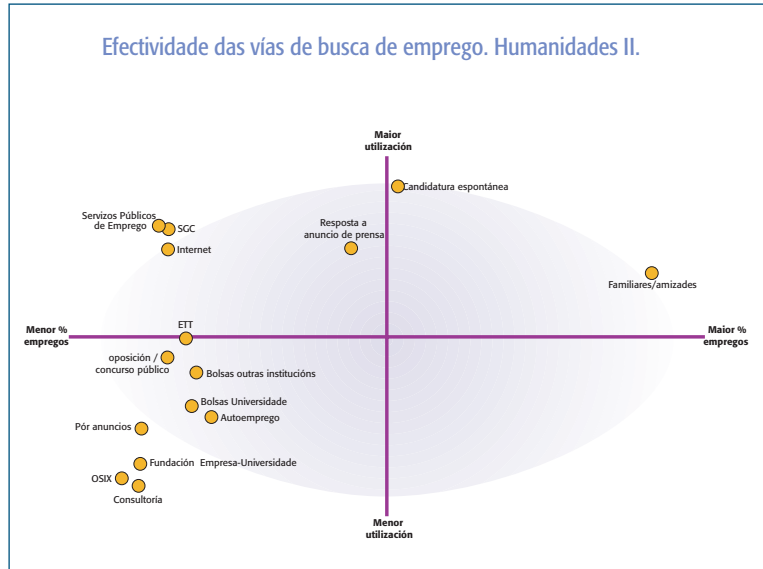 Efectividade das vías de busca de emprego. Humanidades II.
Maior
utilización
Candidatura espontánea
Servizos Públicos
de Emprego
SGC
Resposta a
anuncio de prensa
Internet
Familiares/amizades
ETT
Menor %
empregos
Maior %
empregos
oposición /
concurso público
Bolsas outras institucións
Bolsas Universidade
Autoemprego
Pór anuncios
Fundación Empresa-Universidade
OSIX
Consultoría
Menor
utilización